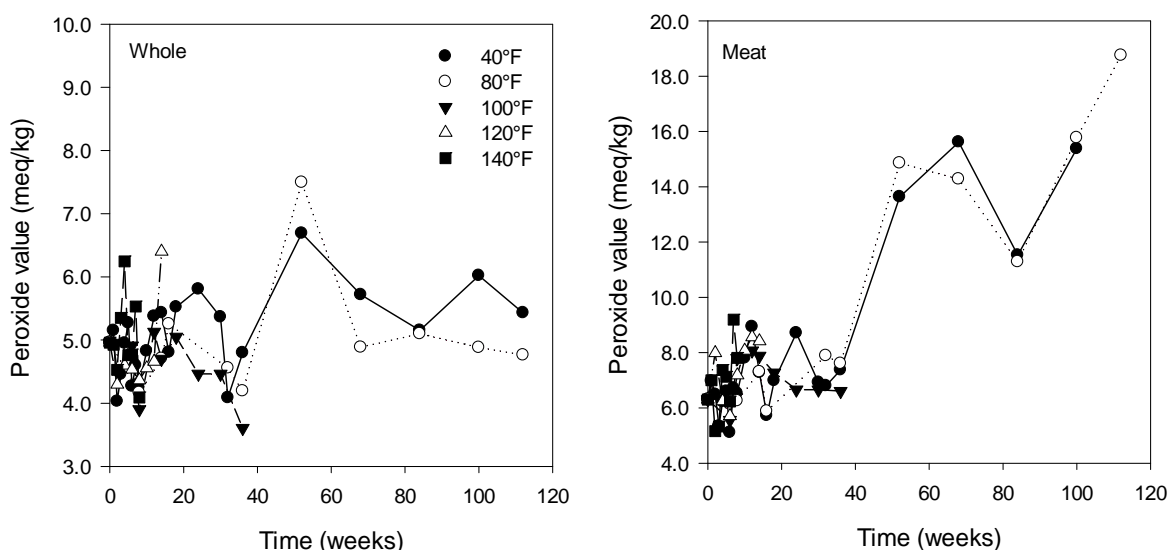 Whole
40°F
80°F
100°F
120°F
140°F
Peroxide value (meq/kg)
10.0
9.0
8.0
7.0
6.0
5.0
4.0
3.0
0 20 40 60 80 100 120
Time (weeks)
Meat
Peroxide value (meq/kg)
20.0
18.0
16.0
14.0
12.0
10.0
8.0
6.0
4.0
0 20 40 60 80 100 120
Time (weeks)